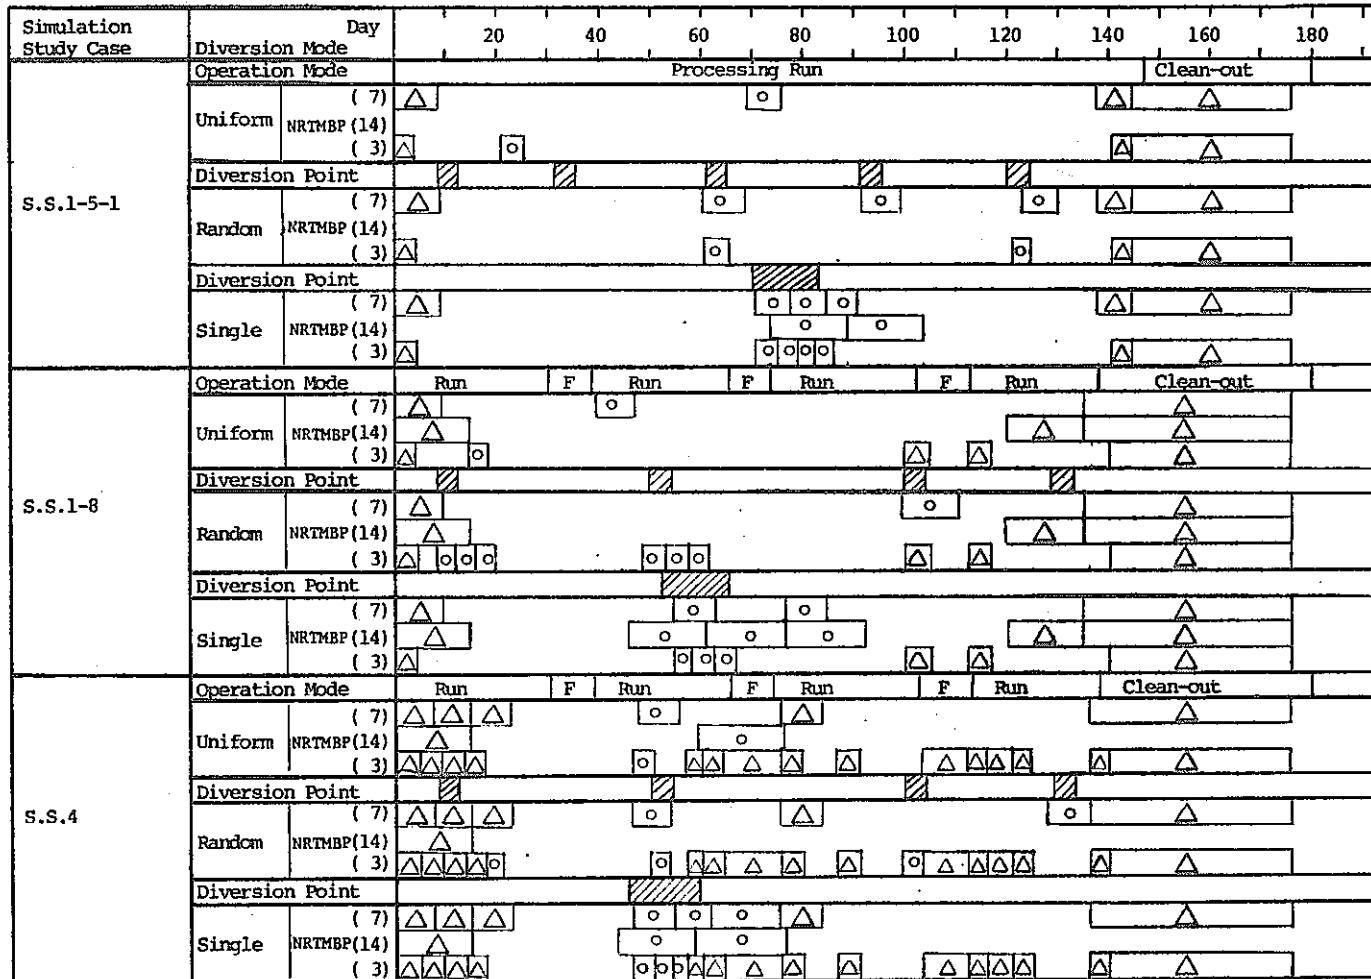 Simulation Day 20 40 60 80 100 120 140 160 180
Study Case Diversion Mode
Operation Mode Processing Run Clean-out
( 7)
Uniform NRTMBP (14)
( 3)
Diversion Point
S.S.1-5-1
( 7)
Random NRTMBP (14)
( 3)
Diversion Point
( 7)
Single NRTMBP (14)
( 3)
Operation Mode Run F Run F Run F Run Clean-out
( 7)
Uniform NRTMBP (14)
( 3)
Diversion Point
S.S.1-8
( 7)
Random NRTMBP (14)
( 3)
Diversion Point
( 7)
Single NRTMBP (14)
( 3)
Operation Mode Run F Run F Run F Run Clean-out
( 7)
Uniform NRTMBP (14)
( 3)
Diversion Point
S.S.4
( 7)
Random NRTMBP (14)
( 3)
Diversion Point
( 7)
Single NRTMBP (14)
( 3)